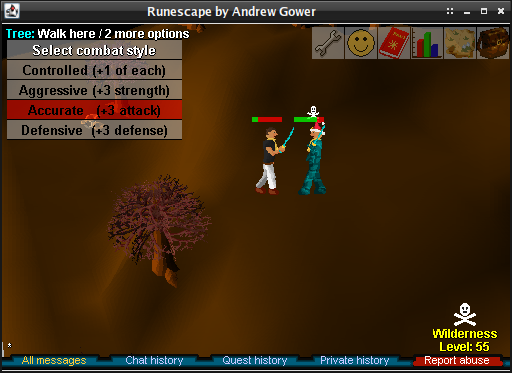 Runescape by Andrew Gower
Tree: Walk here / 2 more options
Select combat style
Controlled (+1 of each)
Aggressive (+3 strength)
Accurate (+3 attack)
Defensive (+3 defense)
Wilderness
Level: 55
*
All messages
Chat history
Quest history
Private history
Report abuse